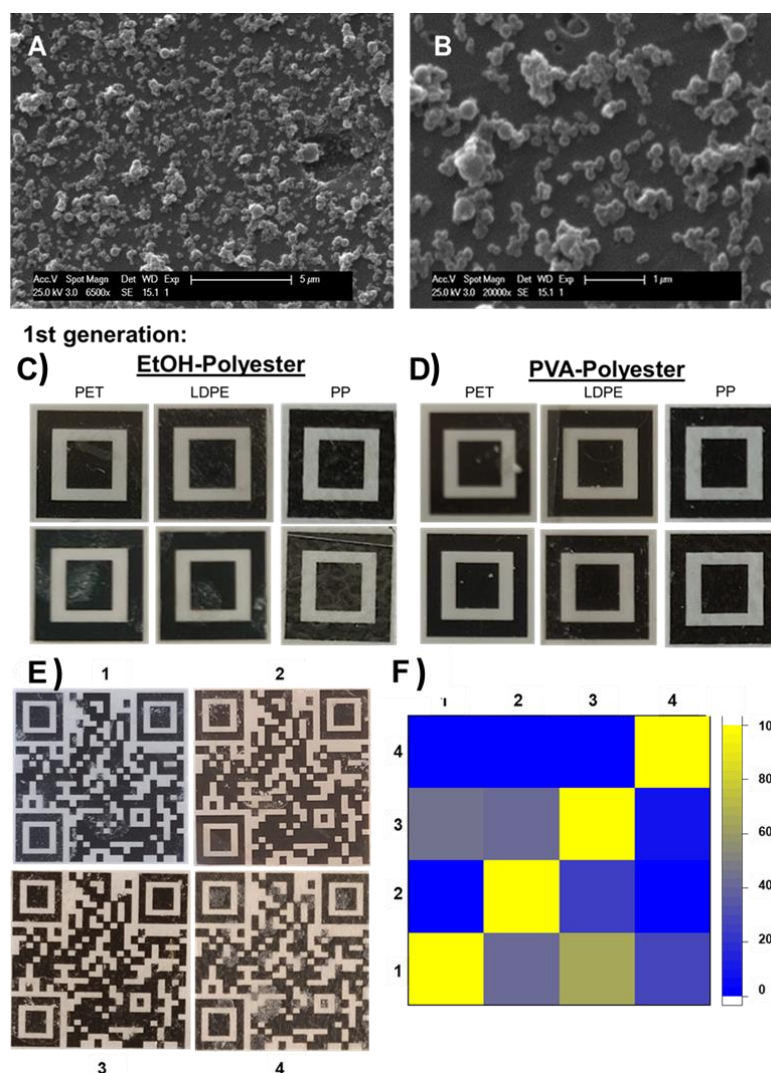 A
B
Acc.V Spot Magn Det WD Exp 5 µm
25.0 kV 3.0 6500x SE 15.1 1
Acc.V Spot Magn Det WD Exp 1 µm
25.0 kV 3.0 20000x SE 15.1 1
1st generation:
C) EtOH-Polyester
PET LDPE PP
D) PVA-Polyester
PET LDPE PP
E)
1 2
3 4
F)
1 2 3 4
4
3
2
1
100
80
60
40
20
0